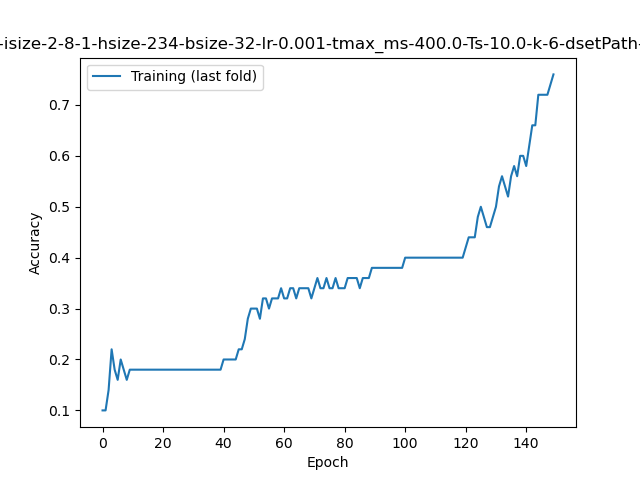 -isize-2-8-1-hsize-234-bsize-32-lr-0.001-tmax_ms-400.0-Ts-10.0-k-6-dsetPath-
Training (last fold)
0.7
0.6
0.5
0.4
0.3
0.2
0.1
Accuracy
0 20 40 60 80 100 120 140
Epoch